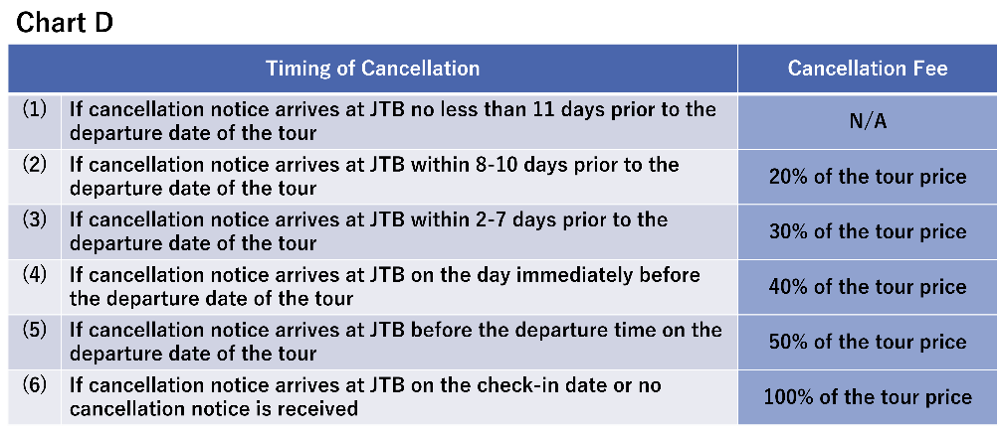 Chart D
Timing of Cancellation Cancellation Fee
(1) If cancellation notice arrives at JTB no less than 11 days prior to the
departure date of the tour
N/A
(2) If cancellation notice arrives at JTB within 8-10 days prior to the
departure date of the tour
20% of the tour price
(3) If cancellation notice arrives at JTB within 2-7 days prior to the
departure date of the tour
30% of the tour price
(4) If cancellation notice arrives at JTB on the day immediately before
the departure date of the tour
40% of the tour price
(5) If cancellation notice arrives at JTB before the departure time on the
departure date of the tour
50% of the tour price
(6) If cancellation notice arrives at JTB on the check-in date or no
cancellation notice is received
100% of the tour price